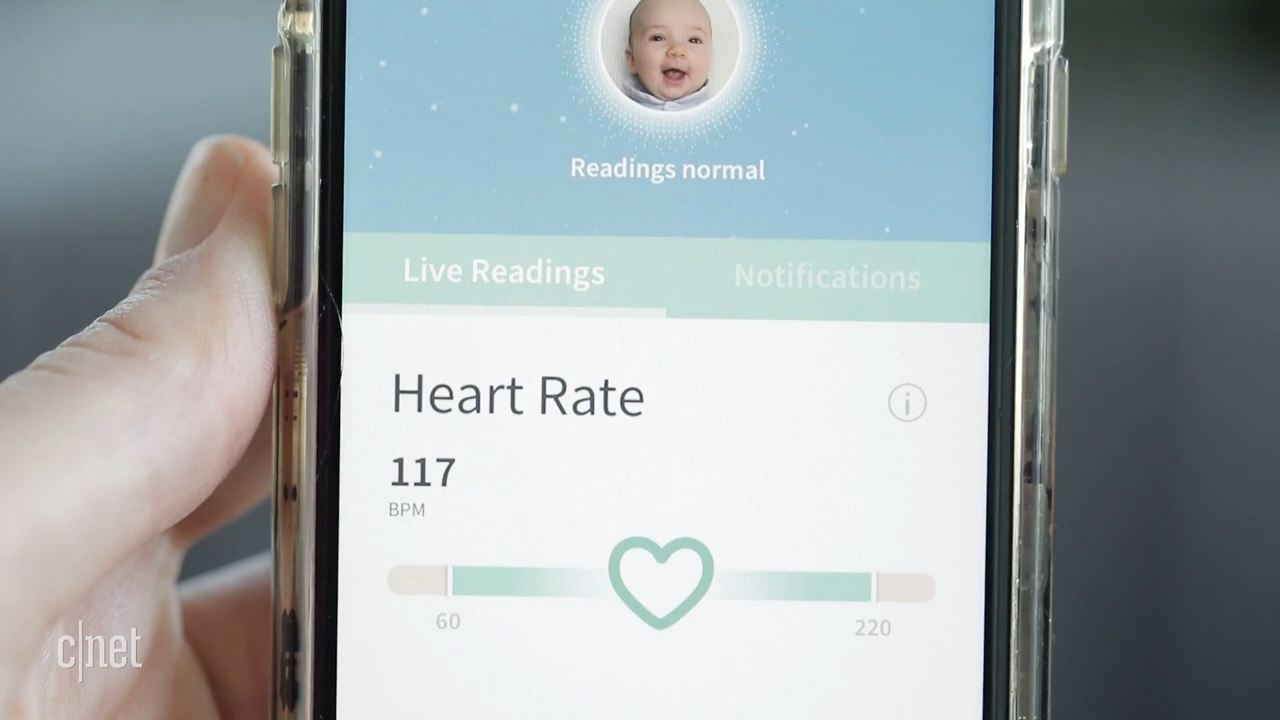 Readings normal
Live Readings
Notifications
Heart Rate
i
117
BPM
60
220
c|net